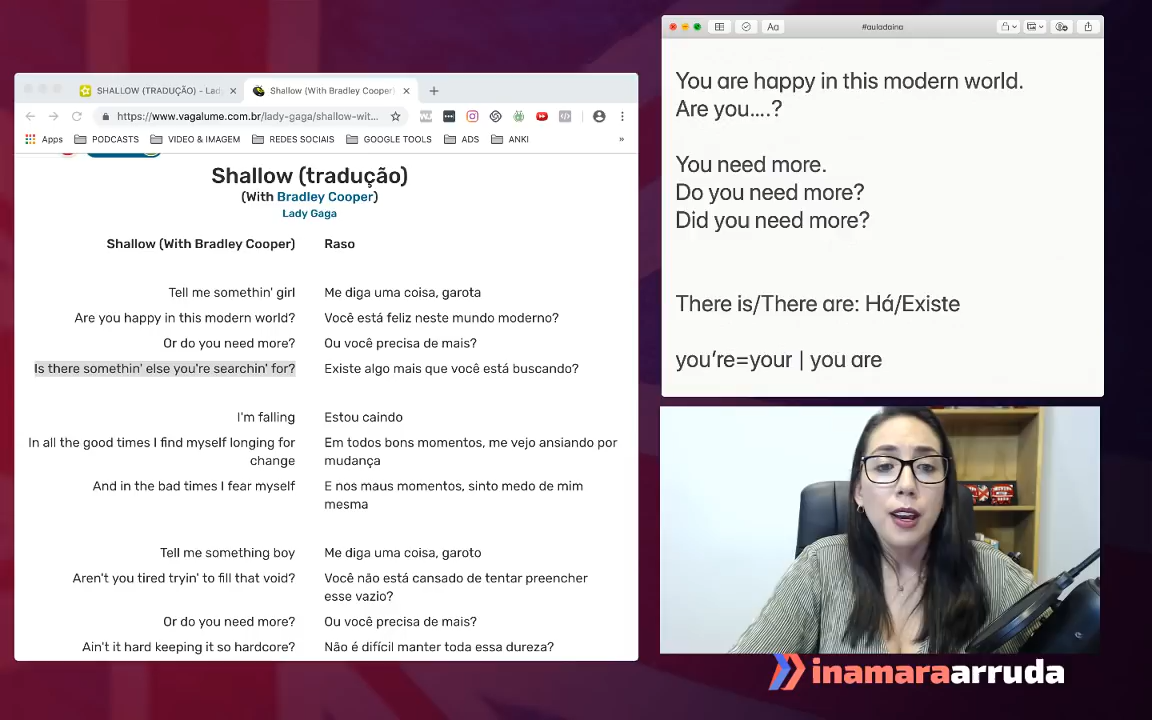 SHALLOW (TRADUÇÃO) – Lad
Shallow (With Bradley Cooper)
https://www.vagalume.com.br/lady-gaga/shallow-wit...
Apps
PODCASTS
VIDEO & IMAGEM
REDES SOCIAIS
GOOGLE TOOLS
ADS
ANKI
»
Shallow (tradução)
(With Bradley Cooper)
Lady Gaga
Shallow (With Bradley Cooper) Raso
Tell me somethin' girl Me diga uma coisa, garota
Are you happy in this modern world? Você está feliz neste mundo moderno?
Or do you need more? Ou você precisa de mais?
Is there somethin' else you're searchin' for? Existe algo mais que você está buscando?
I'm falling Estou caindo
In all the good times I find myself longing for Em todos bons momentos, me vejo ansiando por
change mudança
And in the bad times I fear myself E nos maus momentos, sinto medo de mim
mesma
Tell me something boy Me diga uma coisa, garoto
Aren't you tired tryin' to fill that void? Você não está cansado de tentar preencher
esse vazio?
Or do you need more? Ou você precisa de mais?
Ain't it hard keeping it so hardcore? Não é difícil manter toda essa dureza?
Aa
#auladaina
You are happy in this modern world.
Are you....?
You need more.
Do you need more?
Did you need more?
There is/There are: Há/Existe
you're=your | you are
inamaraarruda